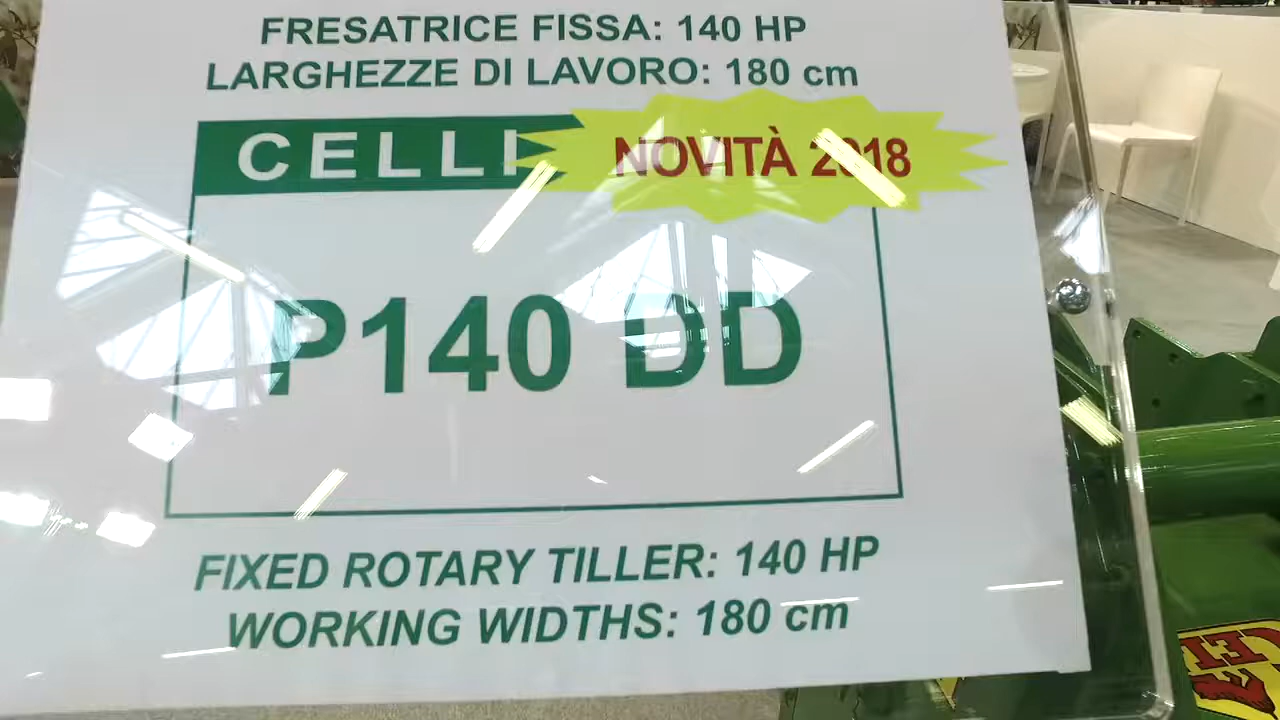 FRESATRICE FISSA: 140 HP
LARGHEZZE DI LAVORO: 180 cm
CELLI
NOVITÀ 2018
P140 DD
FIXED ROTARY TILLER: 140 HP
WORKING WIDTHS: 180 cm